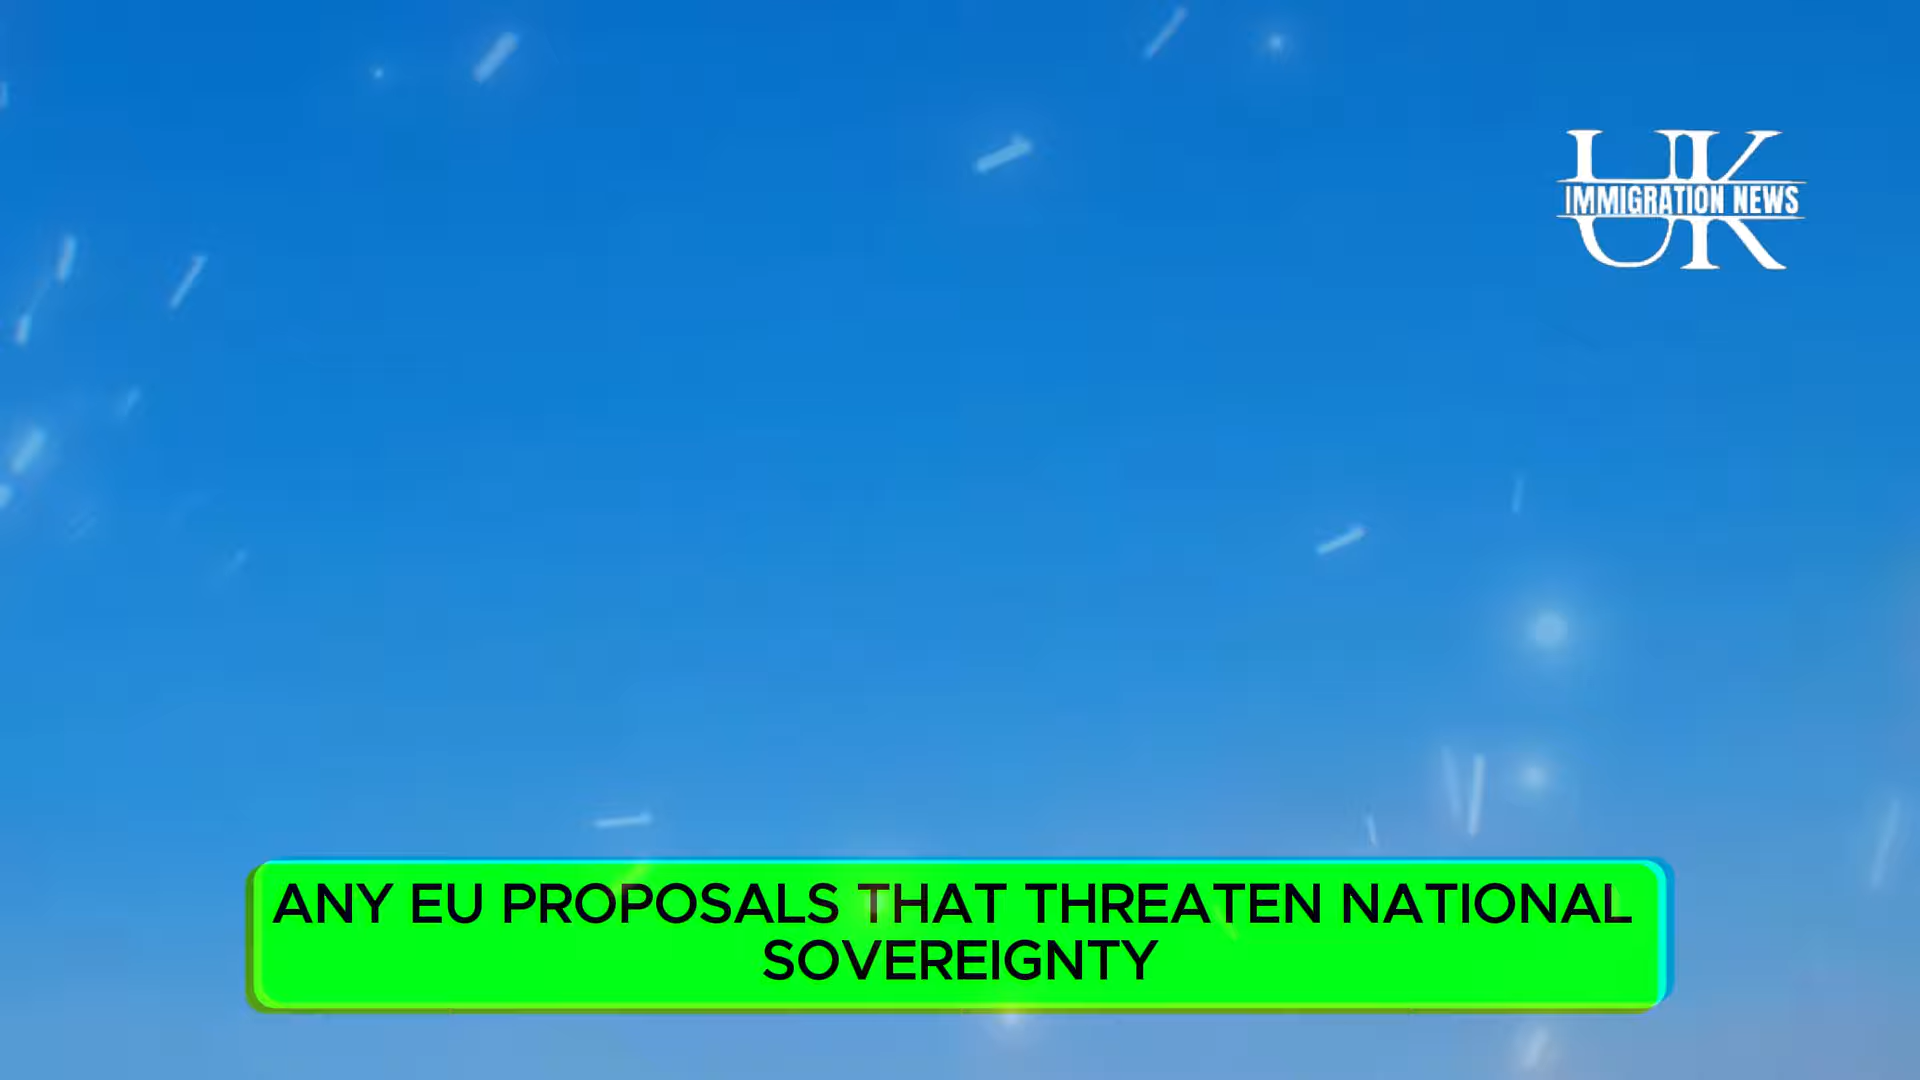 UK
IMMIGRATION NEWS
ANY EU PROPOSALS THAT THREATEN NATIONAL
SOVEREIGNTY